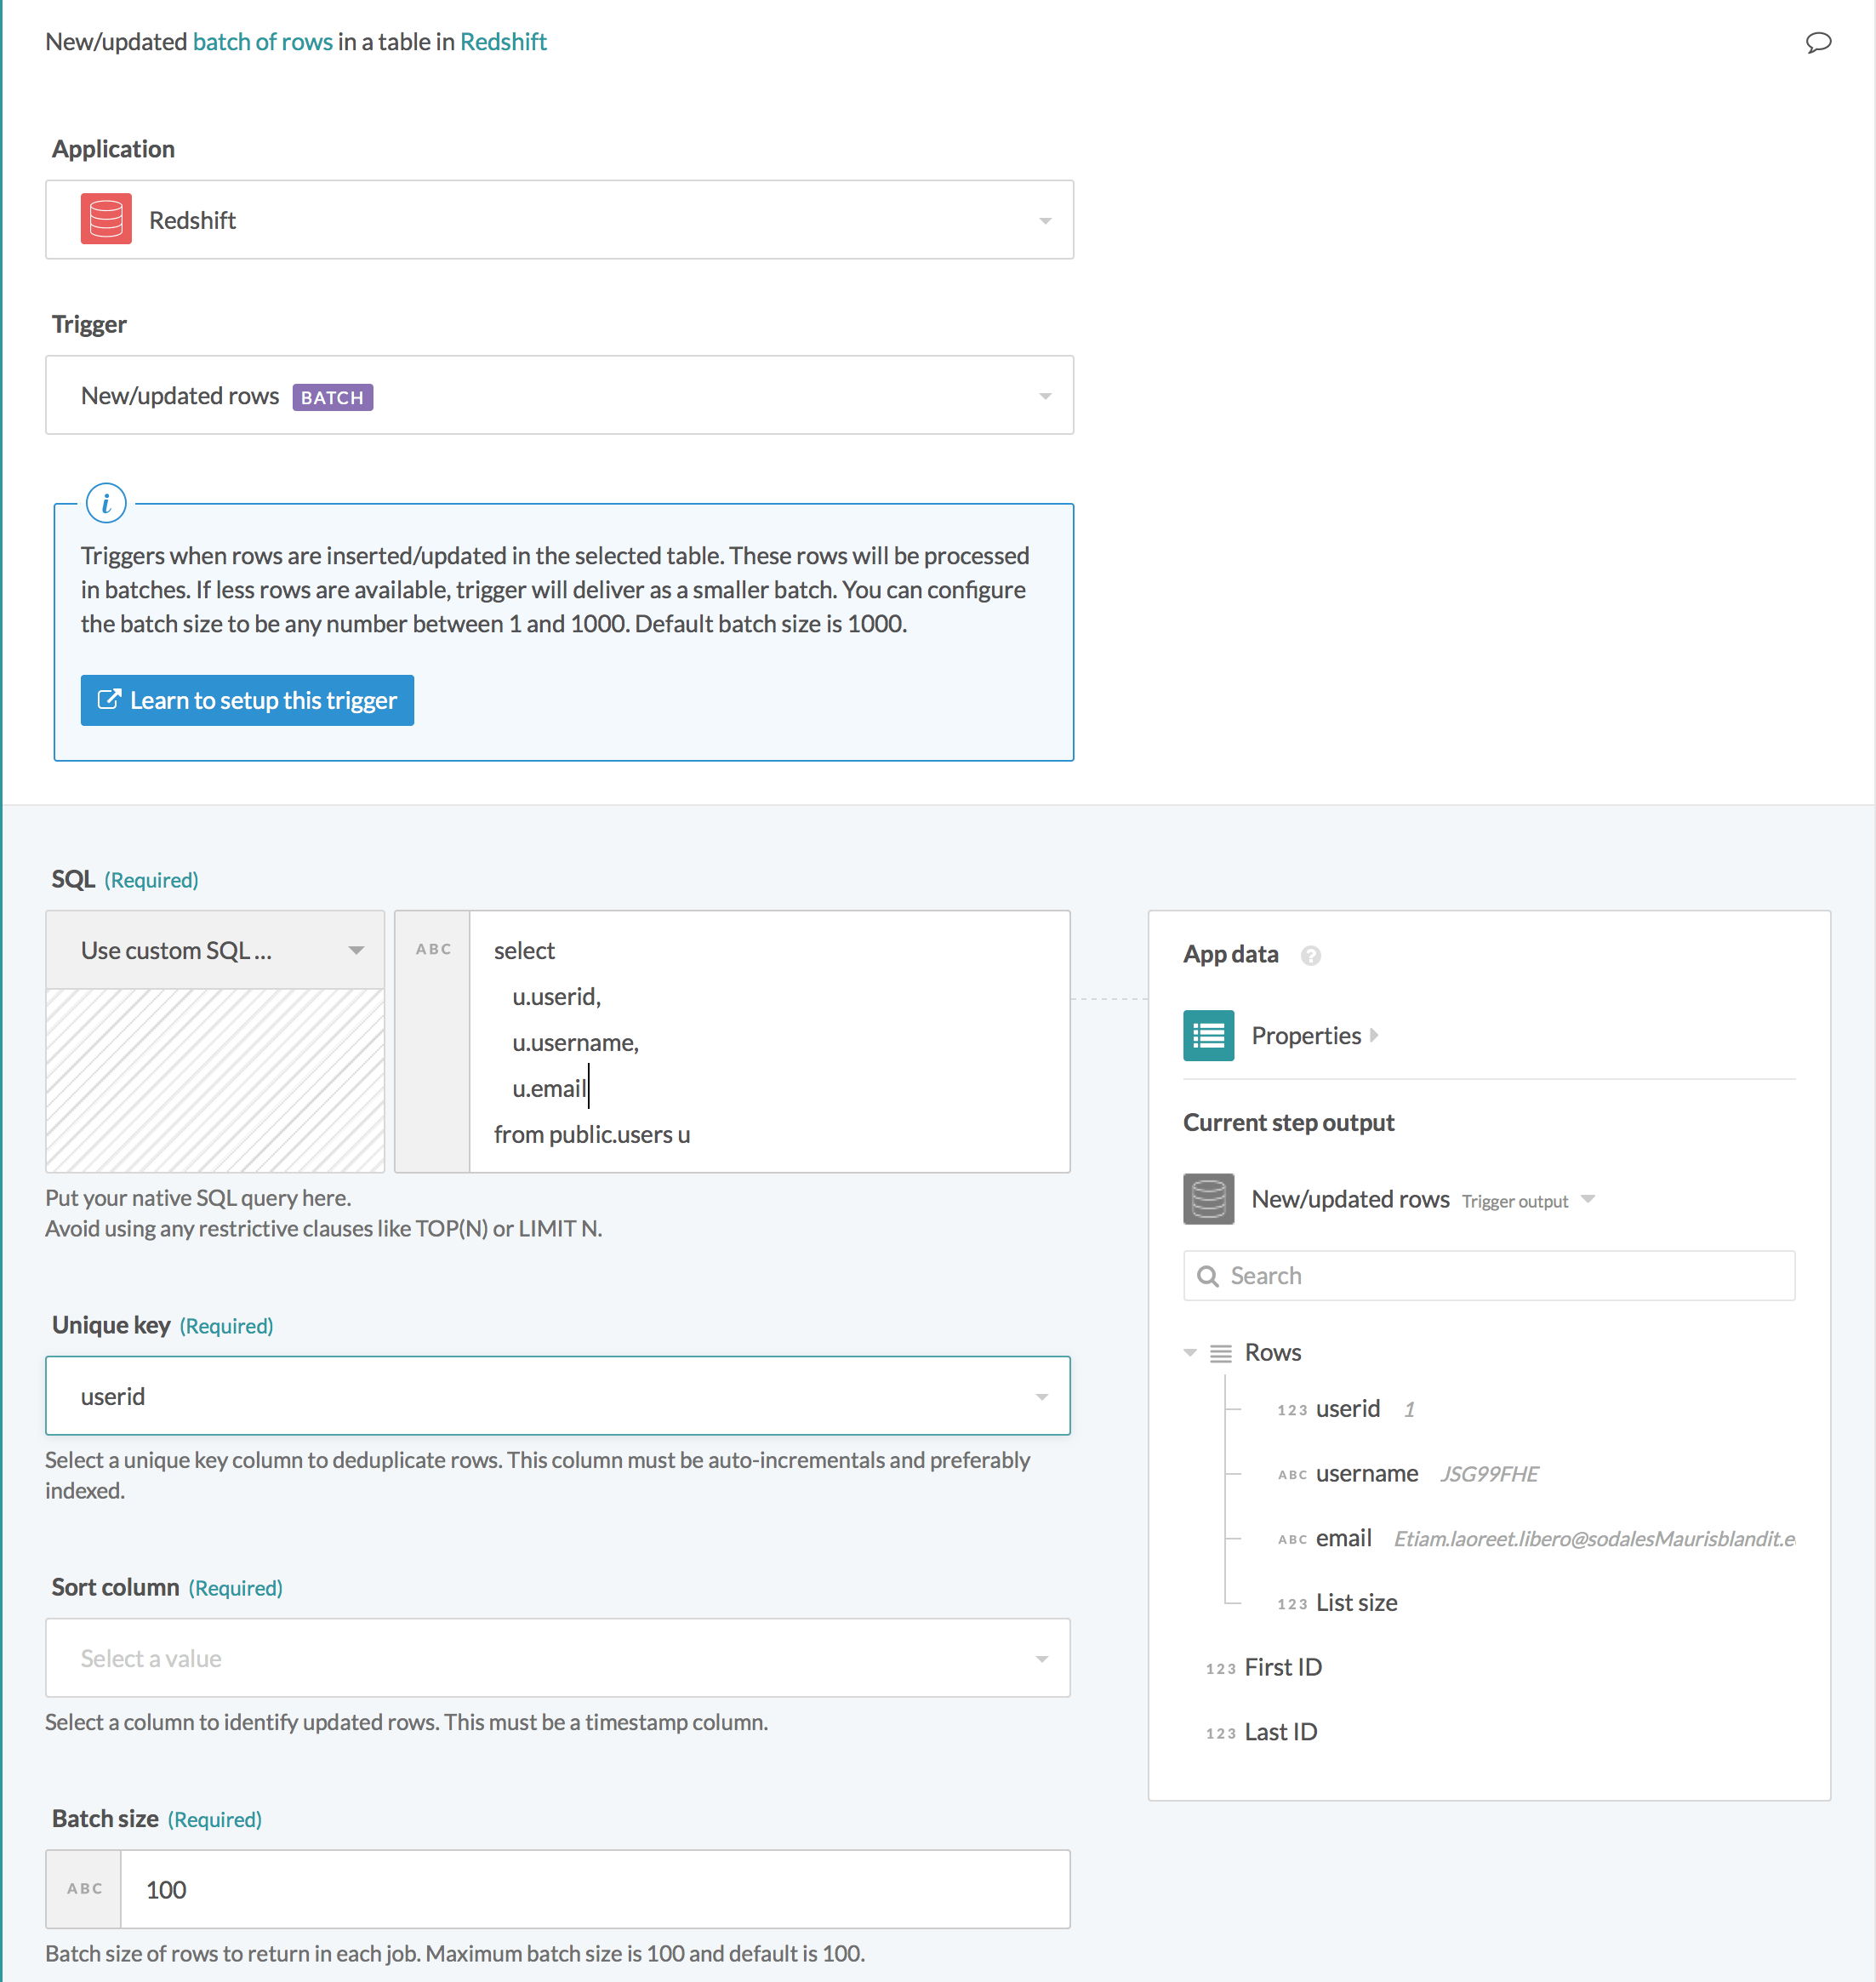 New/updated batch of rows in a table in Redshift
Application
Redshift
Trigger
New/updated rows BATCH
i
Triggers when rows are inserted/updated in the selected table. These rows will be processed
in batches. If less rows are available, trigger will deliver as a smaller batch. You can configure
the batch size to be any number between 1 and 1000. Default batch size is 1000.
Learn to setup this trigger
SQL (Required)
Use custom SQL ...
ABC
select
u.userid,
u.username,
u.email
from public.users u
Put your native SQL query here.
Avoid using any restrictive clauses like TOP(N) or LIMIT N.
Unique key (Required)
userid
Select a unique key column to deduplicate rows. This column must be auto-incrementals and preferably
indexed.
Sort column (Required)
Select a value
Select a column to identify updated rows. This must be a timestamp column.
Batch size (Required)
ABC 100
Batch size of rows to return in each job. Maximum batch size is 100 and default is 100.
App data ?
Properties
Current step output
New/updated rows Trigger output
Search
Rows
123 userid 1
ABC username JSG99FHE
ABC email Etiam.laoreet.libero@sodalesMaurisblandit.e
123 List size
123 First ID
123 Last ID